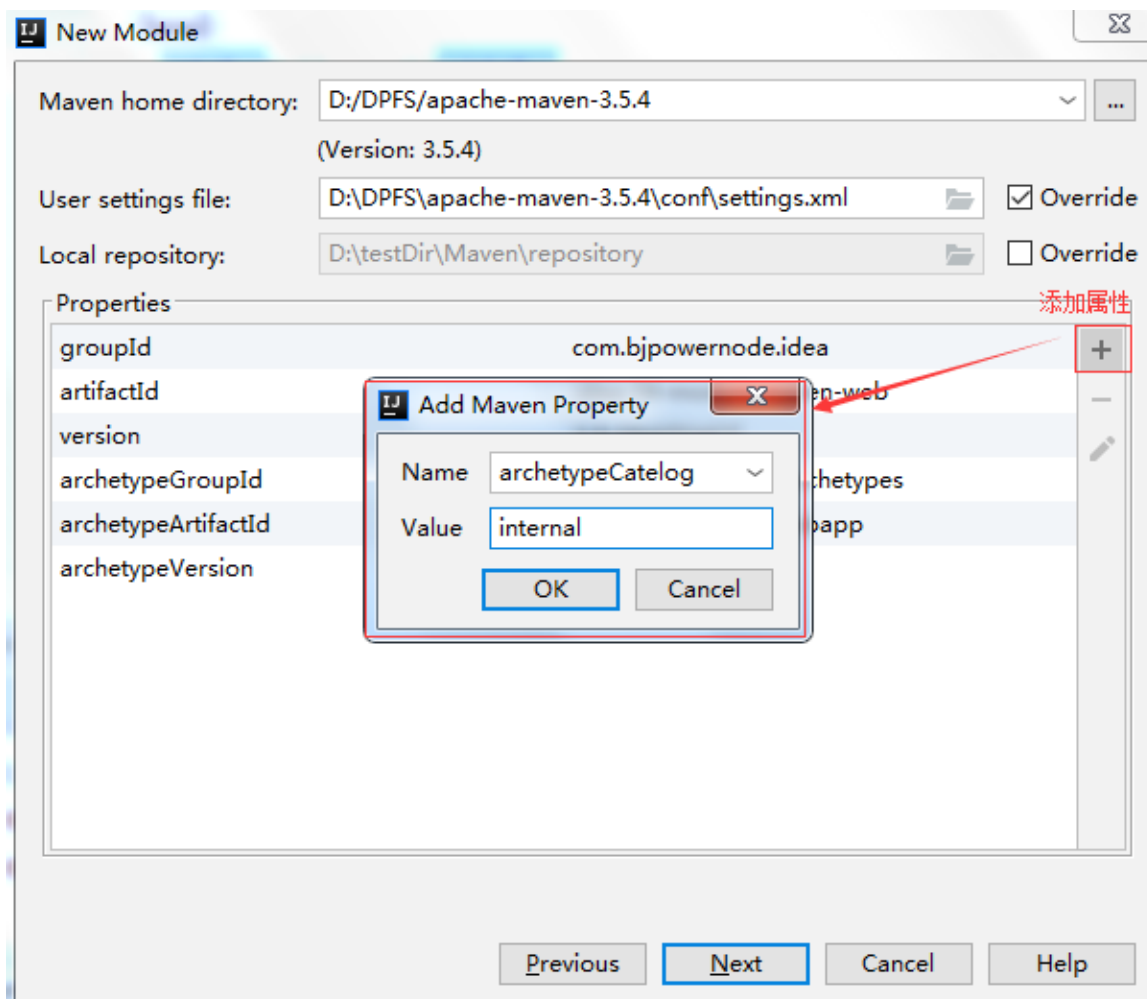 New Module
Maven home directory: D:/DPFS/apache-maven-3.5.4 ...
(Version: 3.5.4)
User settings file: D:\DPFS\apache-maven-3.5.4\conf\settings.xml Override
Local repository: D:\testDir\Maven\repository Override
Properties 添加属性
groupId com.bjpowernode.idea
artifactId en-web
Add Maven Property
version
Name archetypeCatelog
archetypeGroupId chetypes
archetypeArtifactId Value internal bapp
archetypeVersion
OK Cancel
Previous Next Cancel Help